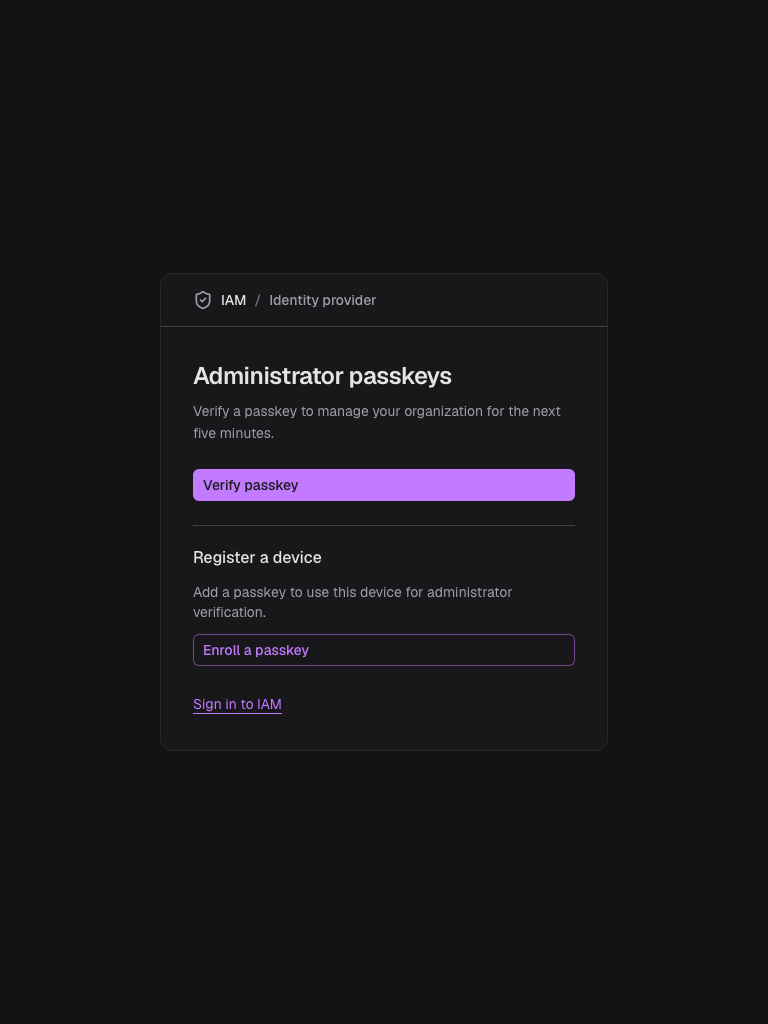 IAM / Identity provider
Administrator passkeys
Verify a passkey to manage your organization for the next
five minutes.
Verify passkey
Register a device
Add a passkey to use this device for administrator
verification.
Enroll a passkey
Sign in to IAM